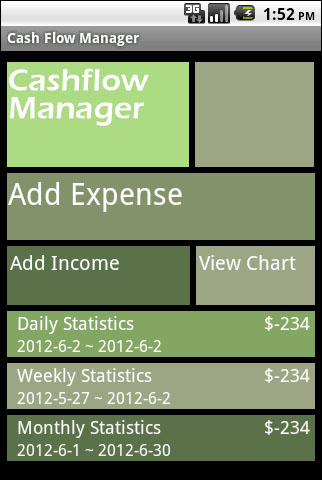 3G 1:52 PM
Cash Flow Manager
Cashflow
Manager
Add Expense
Add Income View Chart
Daily Statistics $-234
2012-6-2 ~ 2012-6-2
Weekly Statistics $-234
2012-5-27 ~ 2012-6-2
Monthly Statistics $-234
2012-6-1 ~ 2012-6-30